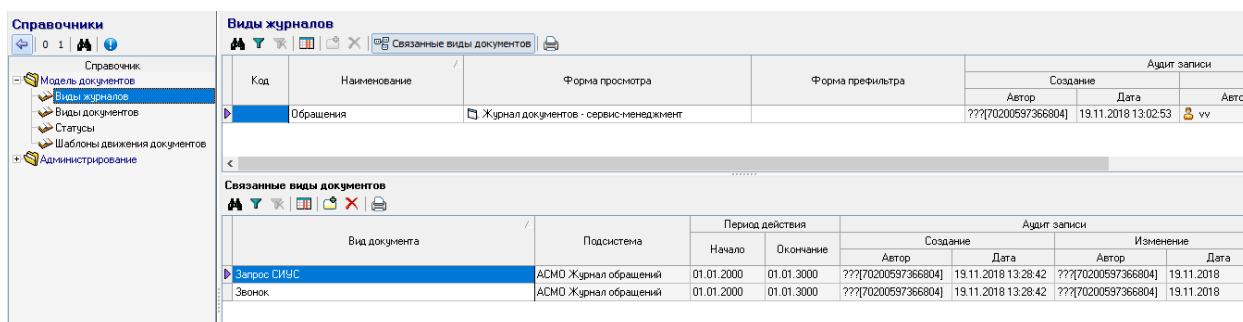 Справочники
0 1
Справочник
Модель документов
Виды журналов
Виды документов
Статусы
Шаблоны движения документов
Администрирование
Виды журналов
Связанные виды документов
Код Наименование Форма просмотра Форма префильтра Аудит записи
Создание
Автор Дата Авто
Обращения Журнал документов - сервис-менеджмент ???[70200597366804] 19.11.2018 13:02:53 vv
Связанные виды документов
Вид документа Подсистема Период действия Аудит записи
Начало Окончание Создание Изменение
Автор Дата Автор Дата
Запрос СИУС АСМО Журнал обращений 01.01.2000 01.01.3000 ???[70200597366804] 19.11.2018 13:28:42 ???[70200597366804] 19.11.2018
Звонок АСМО Журнал обращений 01.01.2000 01.01.3000 ???[70200597366804] 19.11.2018 13:28:42 ???[70200597366804] 19.11.2018